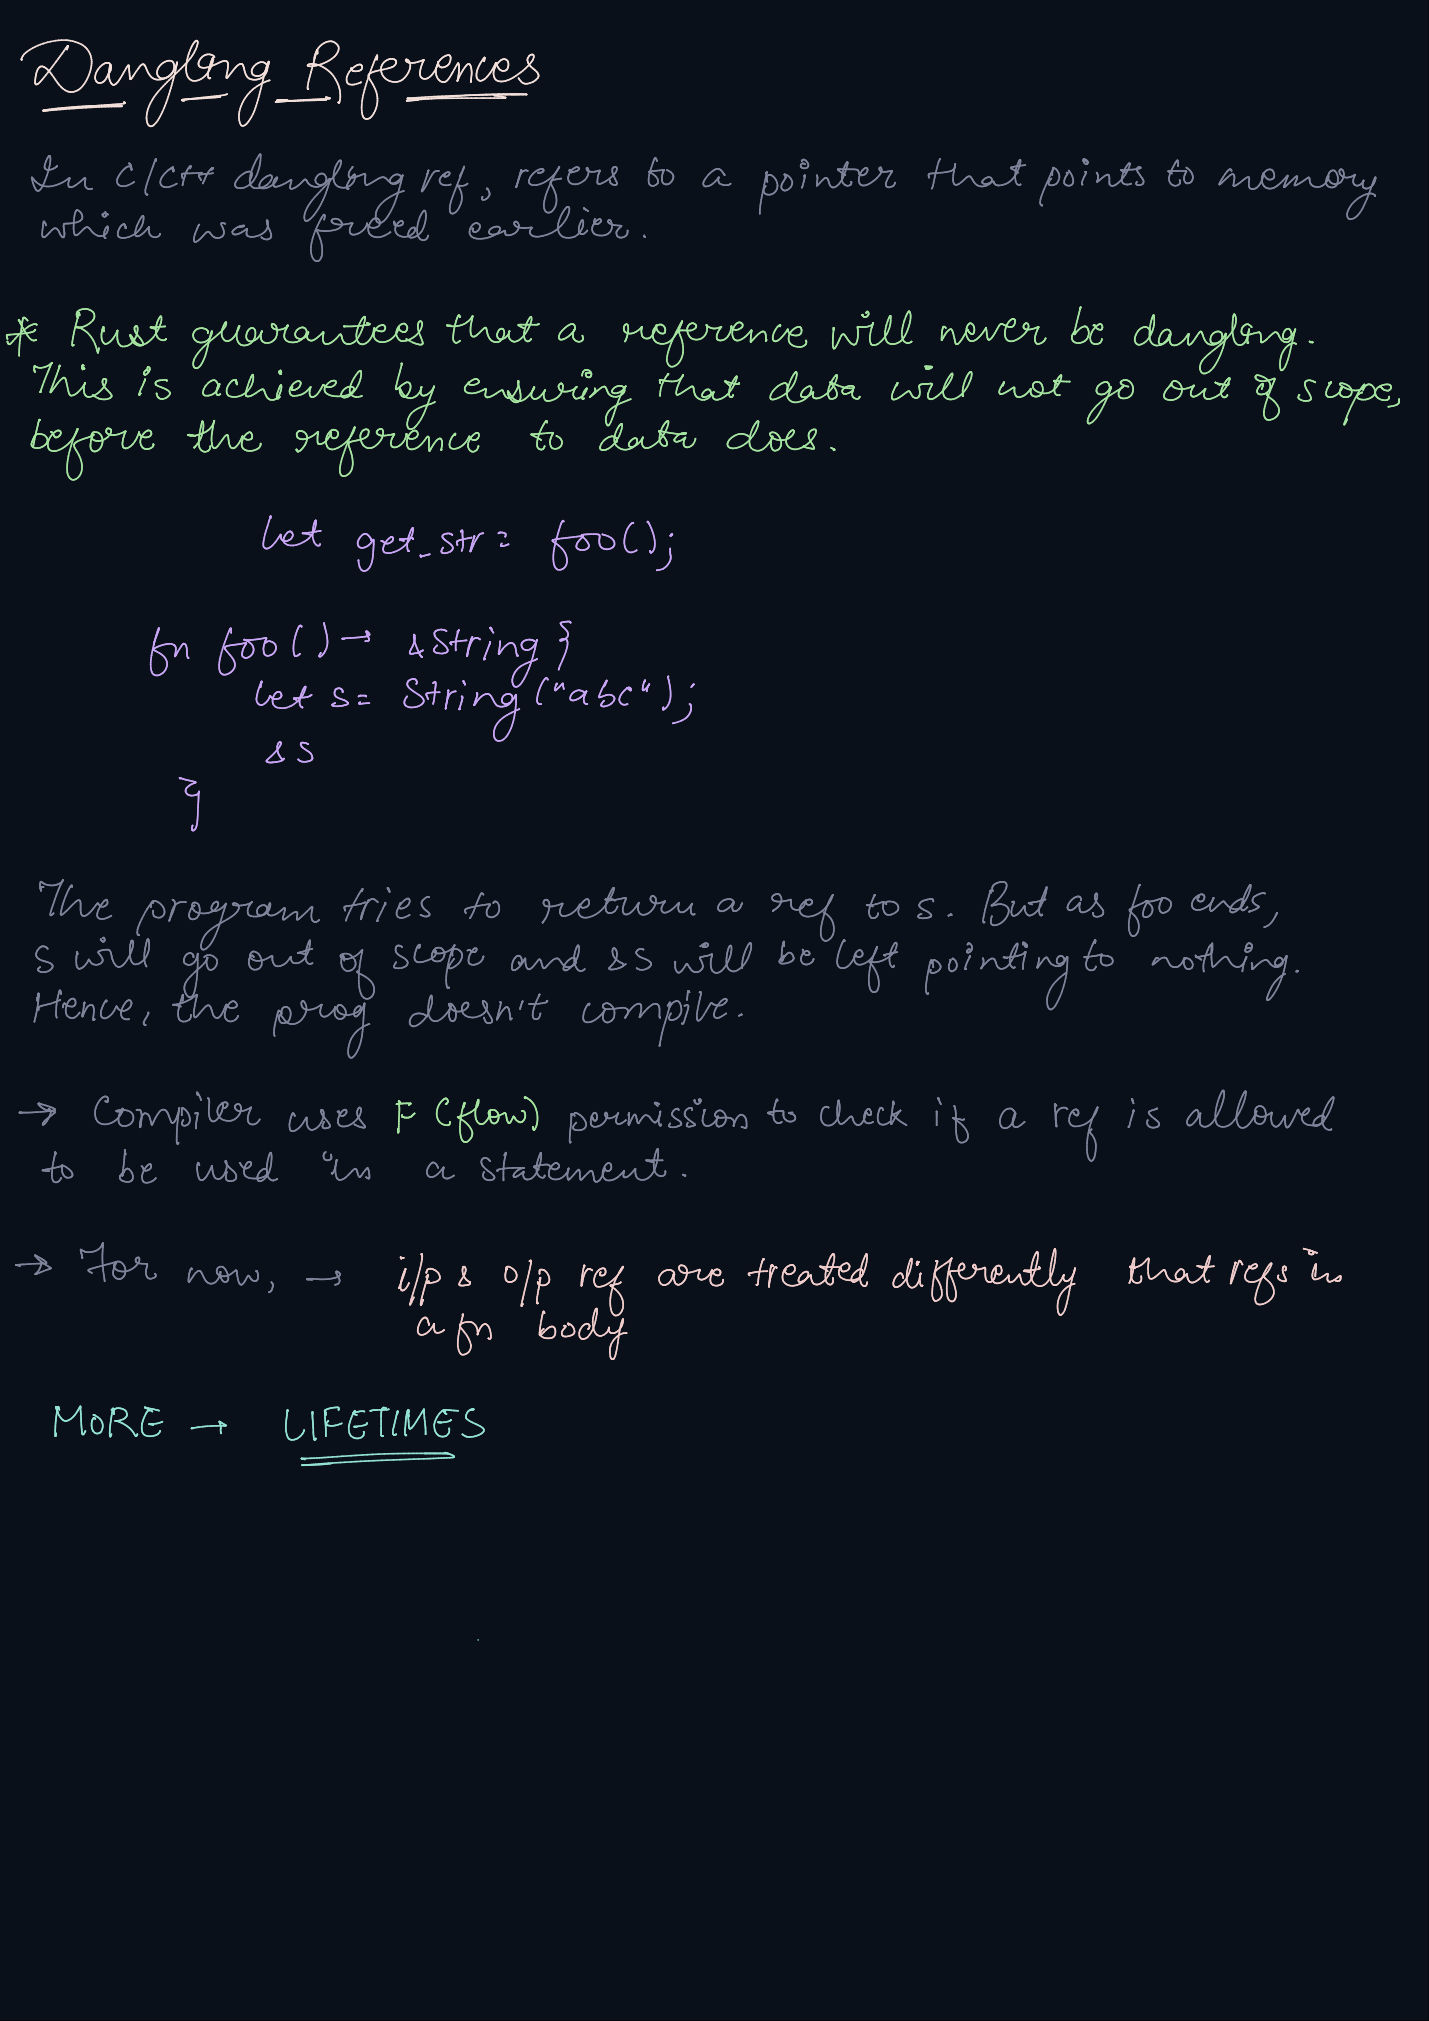 Dangling References
In C/C++ dangling ref, refers to a pointer that points to memory
which was freed earlier.
* Rust guarantees that a reference will never be dangling.
This is achieved by ensuring that data will not go out of scope,
before the reference to data does.
let get_str = foo();
fn foo() → &String {
let s = String("abc");
&s
}
The program tries to return a ref to s. But as foo ends,
s will go out of scope and &s will be left pointing to nothing.
Hence, the prog doesn't compile.
→ Compiler uses F (flow) permission to check if a ref is allowed
to be used in a statement.
→ For now, → i/p & o/p ref are treated differently that refs in
a fn body
MORE → LIFETIMES